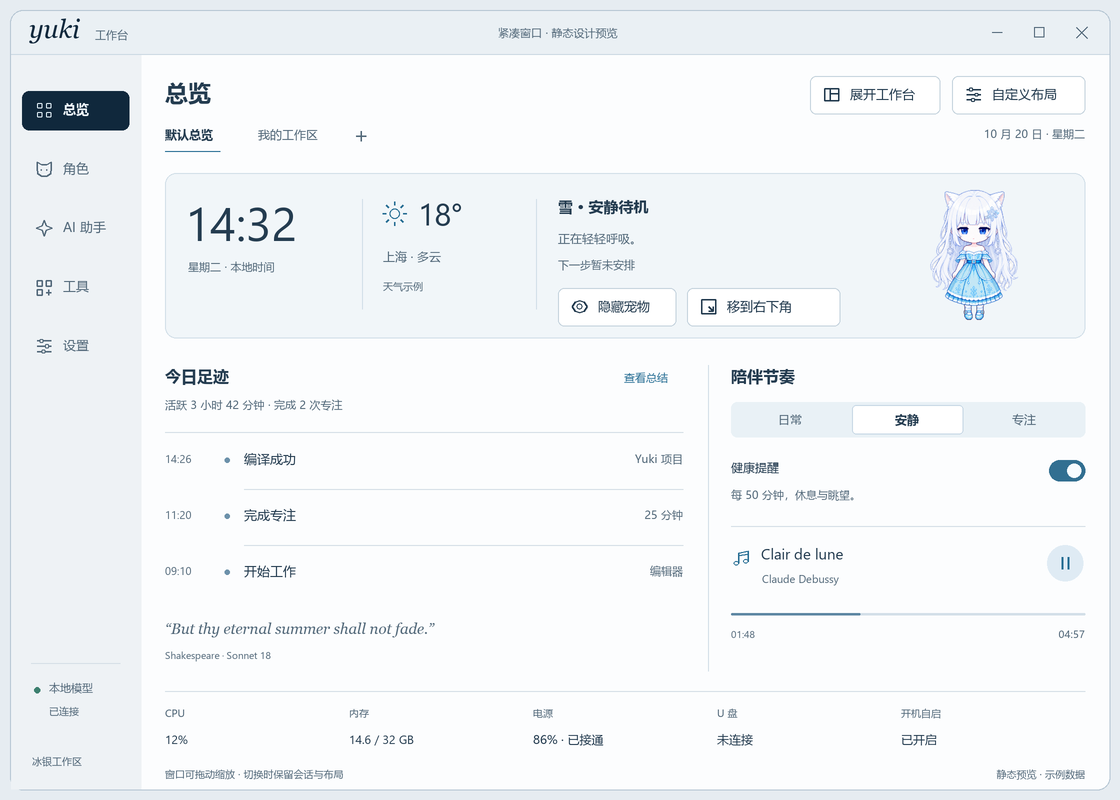 yuki 工作台
紧凑窗口 · 静态设计预览
总览
角色
AI 助手
工具
设置
本地模型
已连接
冰银工作区
总览
展开工作台
自定义布局
默认总览
我的工作区
+
10 月 20 日 · 星期二
14:32
星期二 · 本地时间
18°
上海 · 多云
天气示例
雪 · 安静待机
正在轻轻呼吸。
下一步暂未安排
隐藏宠物
移到右下角
今日足迹
查看总结
活跃 3 小时 42 分钟 · 完成 2 次专注
14:26 编译成功 Yuki 项目
11:20 完成专注 25 分钟
09:10 开始工作 编辑器
“But thy eternal summer shall not fade.”
Shakespeare · Sonnet 18
陪伴节奏
日常 安静 专注
健康提醒
每 50 分钟，休息与眺望。
Clair de lune
Claude Debussy
01:48 04:57
CPU 内存 电源 U 盘 开机自启
12% 14.6 / 32 GB 86% · 已接通 未连接 已开启
窗口可拖动缩放 · 切换时保留会话与布局
静态预览 · 示例数据